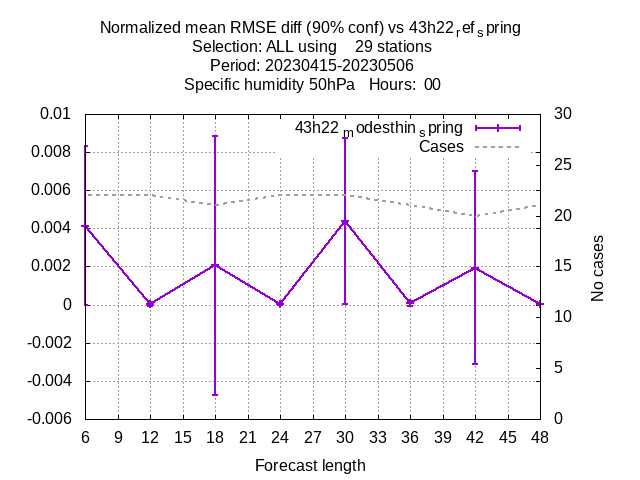 Normalized mean RMSE diff (90% conf) vs 43h22ref spring
Selection: ALL using 29 stations
Period: 20230415-20230506
Specific humidity 50hPa Hours: 00
43h22modesthinspring
Cases
0.01
0.008
0.006
0.004
0.002
0
-0.002
-0.004
-0.006
30
25
20
15
10
5
0
No cases
6 9 12 15 18 21 24 27 30 33 36 39 42 45 48
Forecast length